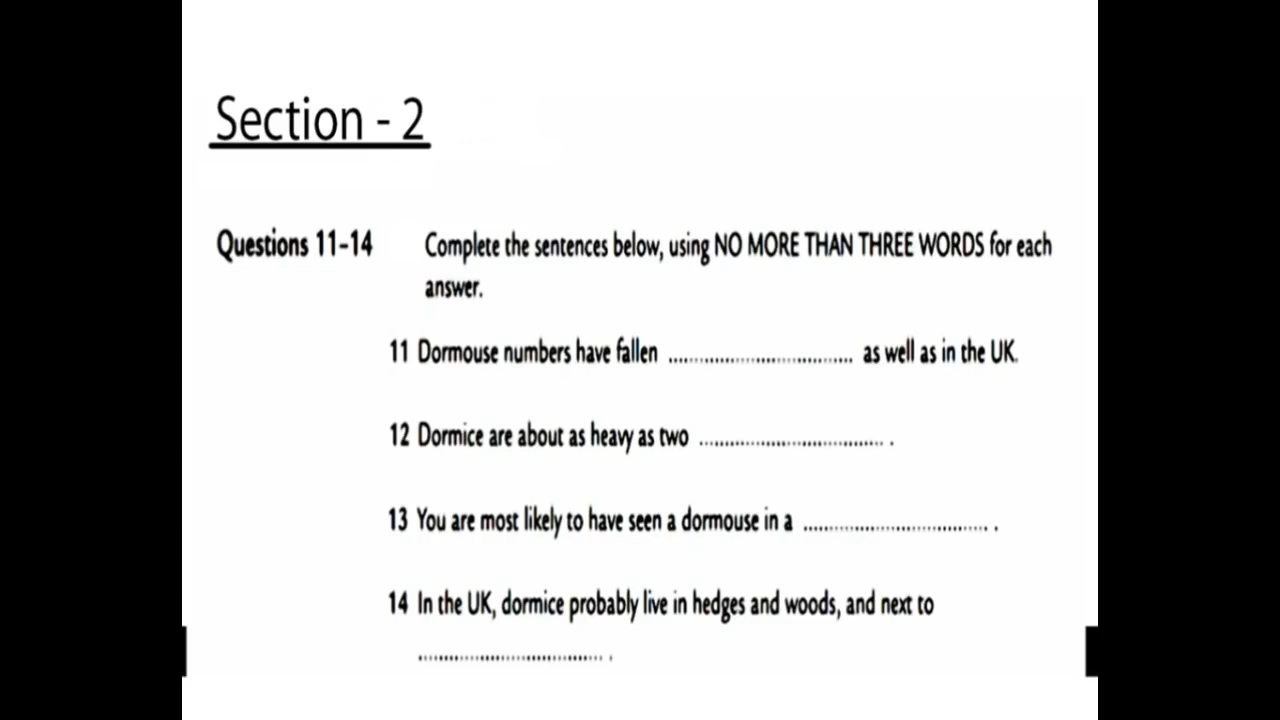 Section - 2
Questions 11-14 Complete the sentences below, using NO MORE THAN THREE WORDS for each
answer.
11 Dormouse numbers have fallen .................................. as well as in the UK.
12 Dormice are about as heavy as two .................................. .
13 You are most likely to have seen a dormouse in a .................................. .
14 In the UK, dormice probably live in hedges and woods, and next to
.................................. .